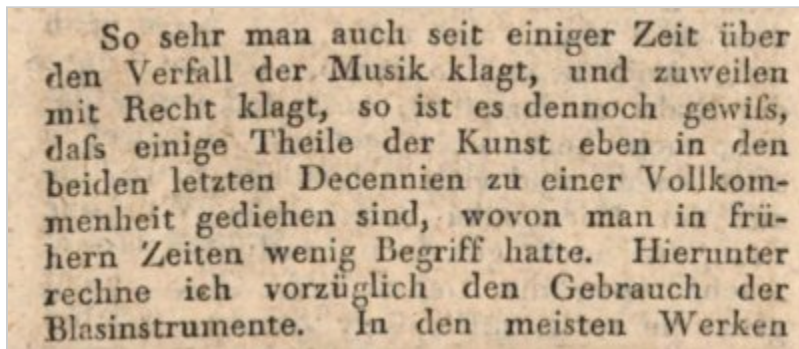 So sehr man auch seit einiger Zeit über
den Verfall der Musik klagt, und zuweilen
mit Recht klagt, so ist es dennoch gewiſs,
daſs einige Theile der Kunst eben in den
beiden letzten Decennien zu einer Vollkom-
menheit gediehen sind, wovon man in frü-
hern Zeiten wenig Begriff hatte. Hierunter
rechne ich vorzüglich den Gebrauch der
Blasinstrumente. In den meisten Werken